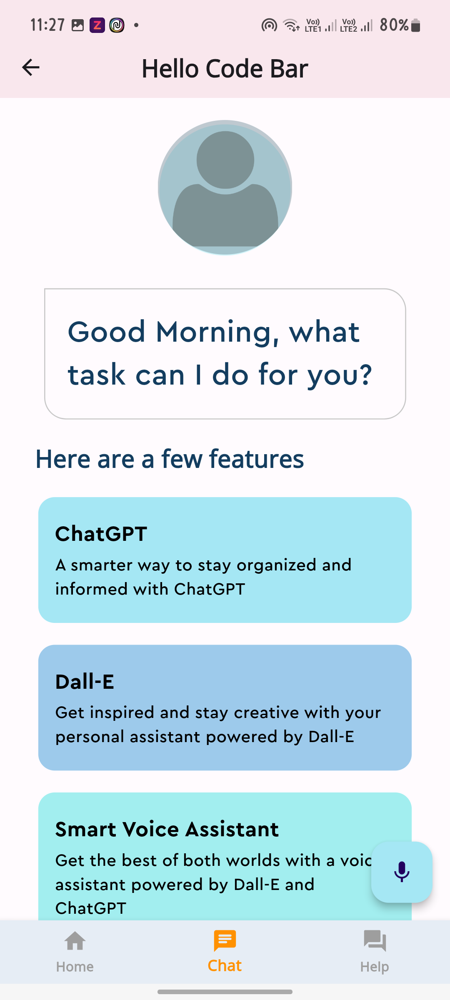 11:27
Vo))
LTE1
Vo))
LTE2
80%
Hello Code Bar
Good Morning, what
task can I do for you?
Here are a few features
ChatGPT
A smarter way to stay organized and
informed with ChatGPT
Dall-E
Get inspired and stay creative with your
personal assistant powered by Dall-E
Smart Voice Assistant
Get the best of both worlds with a voic
assistant powered by Dall-E and
ChatGPT
Home
Chat
Help